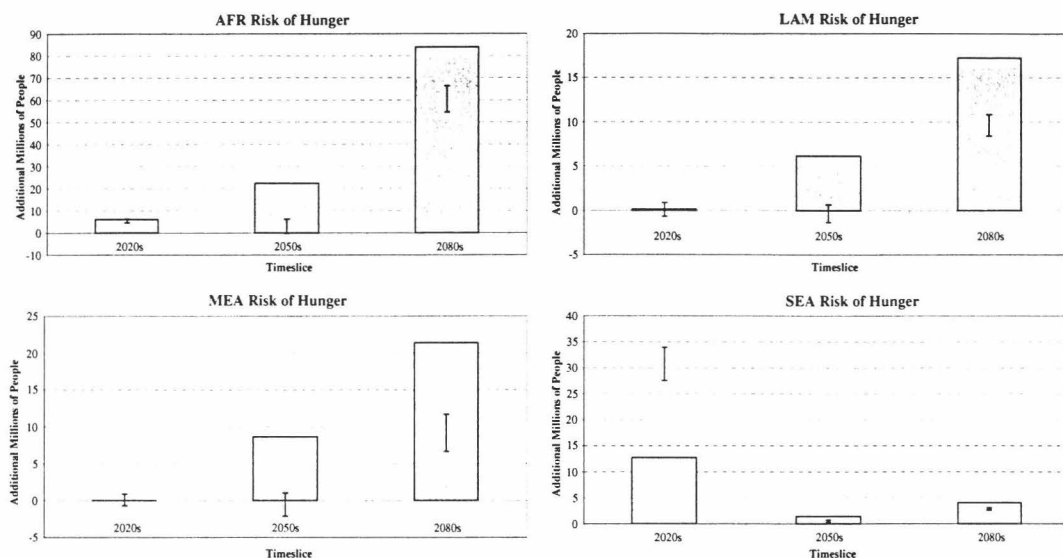 AFR Risk of Hunger
Additional Millions of People
90
80
70
60
50
40
30
20
10
0
-10
2020s 2050s 2080s
Timeslice
LAM Risk of Hunger
Additional Millions of People
20
15
10
5
0
-5
2020s 2050s 2080s
Timeslice
MEA Risk of Hunger
Additional Millions of People
25
20
15
10
5
0
-5
2020s 2050s 2080s
Timeslice
SEA Risk of Hunger
Additional Millions of People
40
35
30
25
20
15
10
5
0
2020s 2050s 2080s
Timeslice